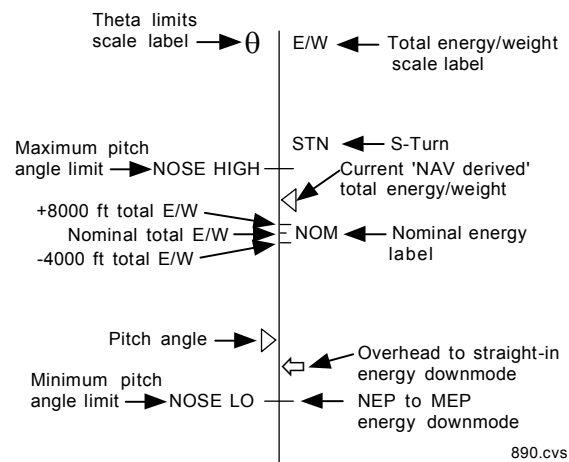 Theta limits
scale label
θ
E/W
Total energy/weight
scale label
STN
S-Turn
Maximum pitch
angle limit
NOSE HIGH
Current 'NAV derived'
total energy/weight
+8000 ft total E/W
Nominal total E/W
-4000 ft total E/W
NOM
Nominal energy
label
Pitch angle
Overhead to straight-in
energy downmode
Minimum pitch
angle limit
NOSE LO
NEP to MEP
energy downmode
890.cvs